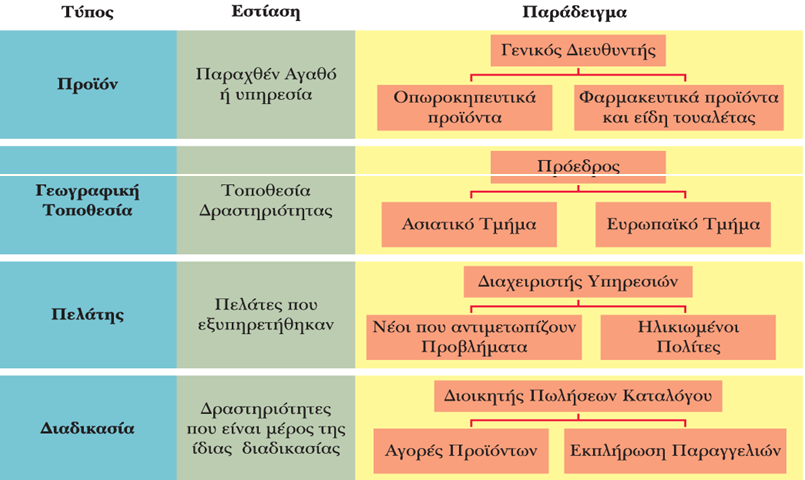 Τύπος
Εστίαση
Παράδειγμα
Προϊόν
Παραχθέν Αγαθό
ή υπηρεσία
Γενικός Διευθυντής
Οπωροκηπευτικά
προϊόντα
Φαρμακευτικά προϊόντα
και είδη τουαλέτας
Γεωγραφική
Τοποθεσία
Τοποθεσία
Δραστηριότητας
Πρόεδρος
Ασιατικό Τμήμα
Ευρωπαϊκό Τμήμα
Πελάτης
Πελάτες που
εξυπηρετήθηκαν
Διαχειριστής Υπηρεσιών
Νέοι που αντιμετωπίζουν
Προβλήματα
Ηλικιωμένοι
Πολίτες
Διαδικασία
Δραστηριότητες
που είναι μέρος της
ίδιας διαδικασίας
Διοικητής Πωλήσεων Καταλόγου
Αγορές Προϊόντων
Εκπλήρωση Παραγγελιών